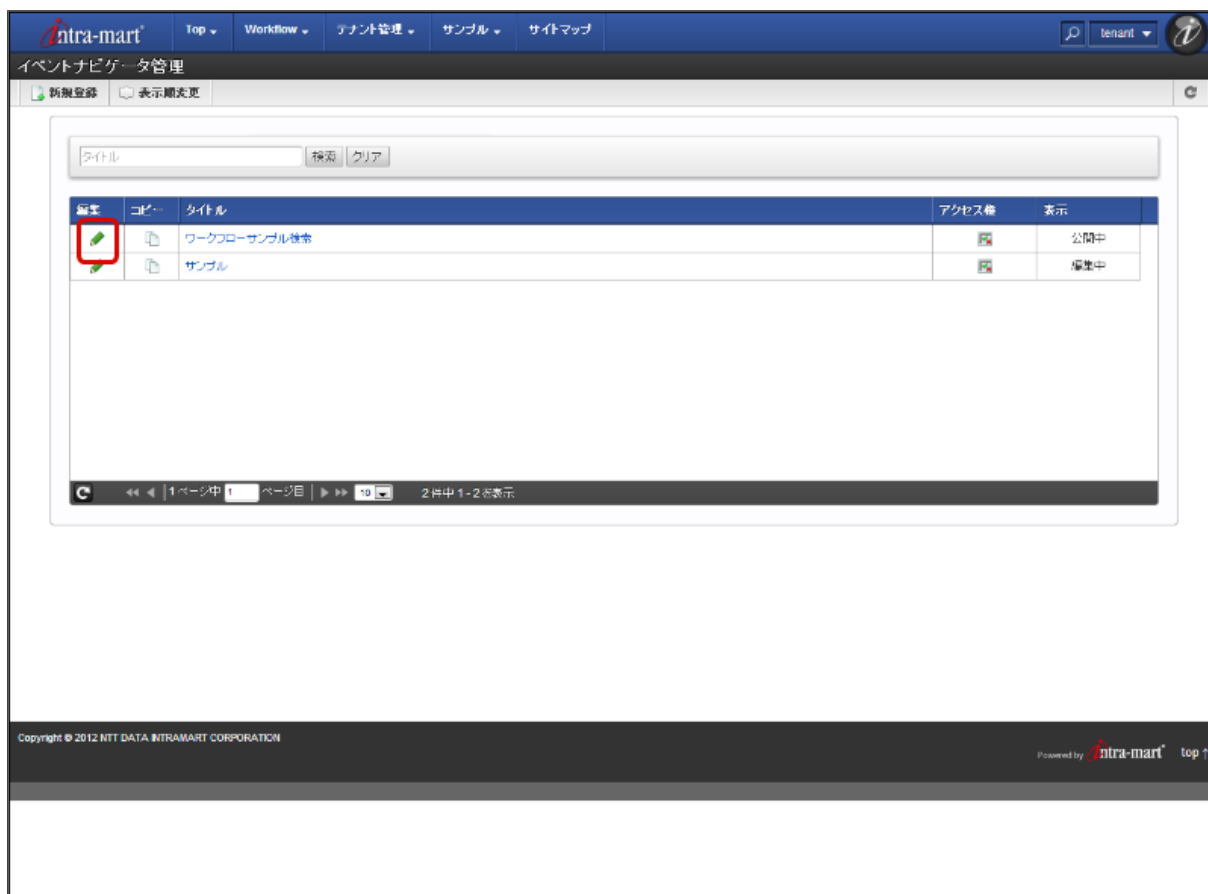 intra-mart® Top Workflow テナント管理 サンプル サイトマップ tenant
イベントナビゲータ管理
新規登録 表示順変更
タイトル 検索 クリア
編集 コピー タイトル アクセス権 表示
ワークフローサンプル検索 公開中
サンプル 編集中
1ページ中 1 ページ目 10 2件中 1 - 2 を表示
Copyright © 2012 NTT DATA INTRAMART CORPORATION
Powered by intra-mart® top ↑